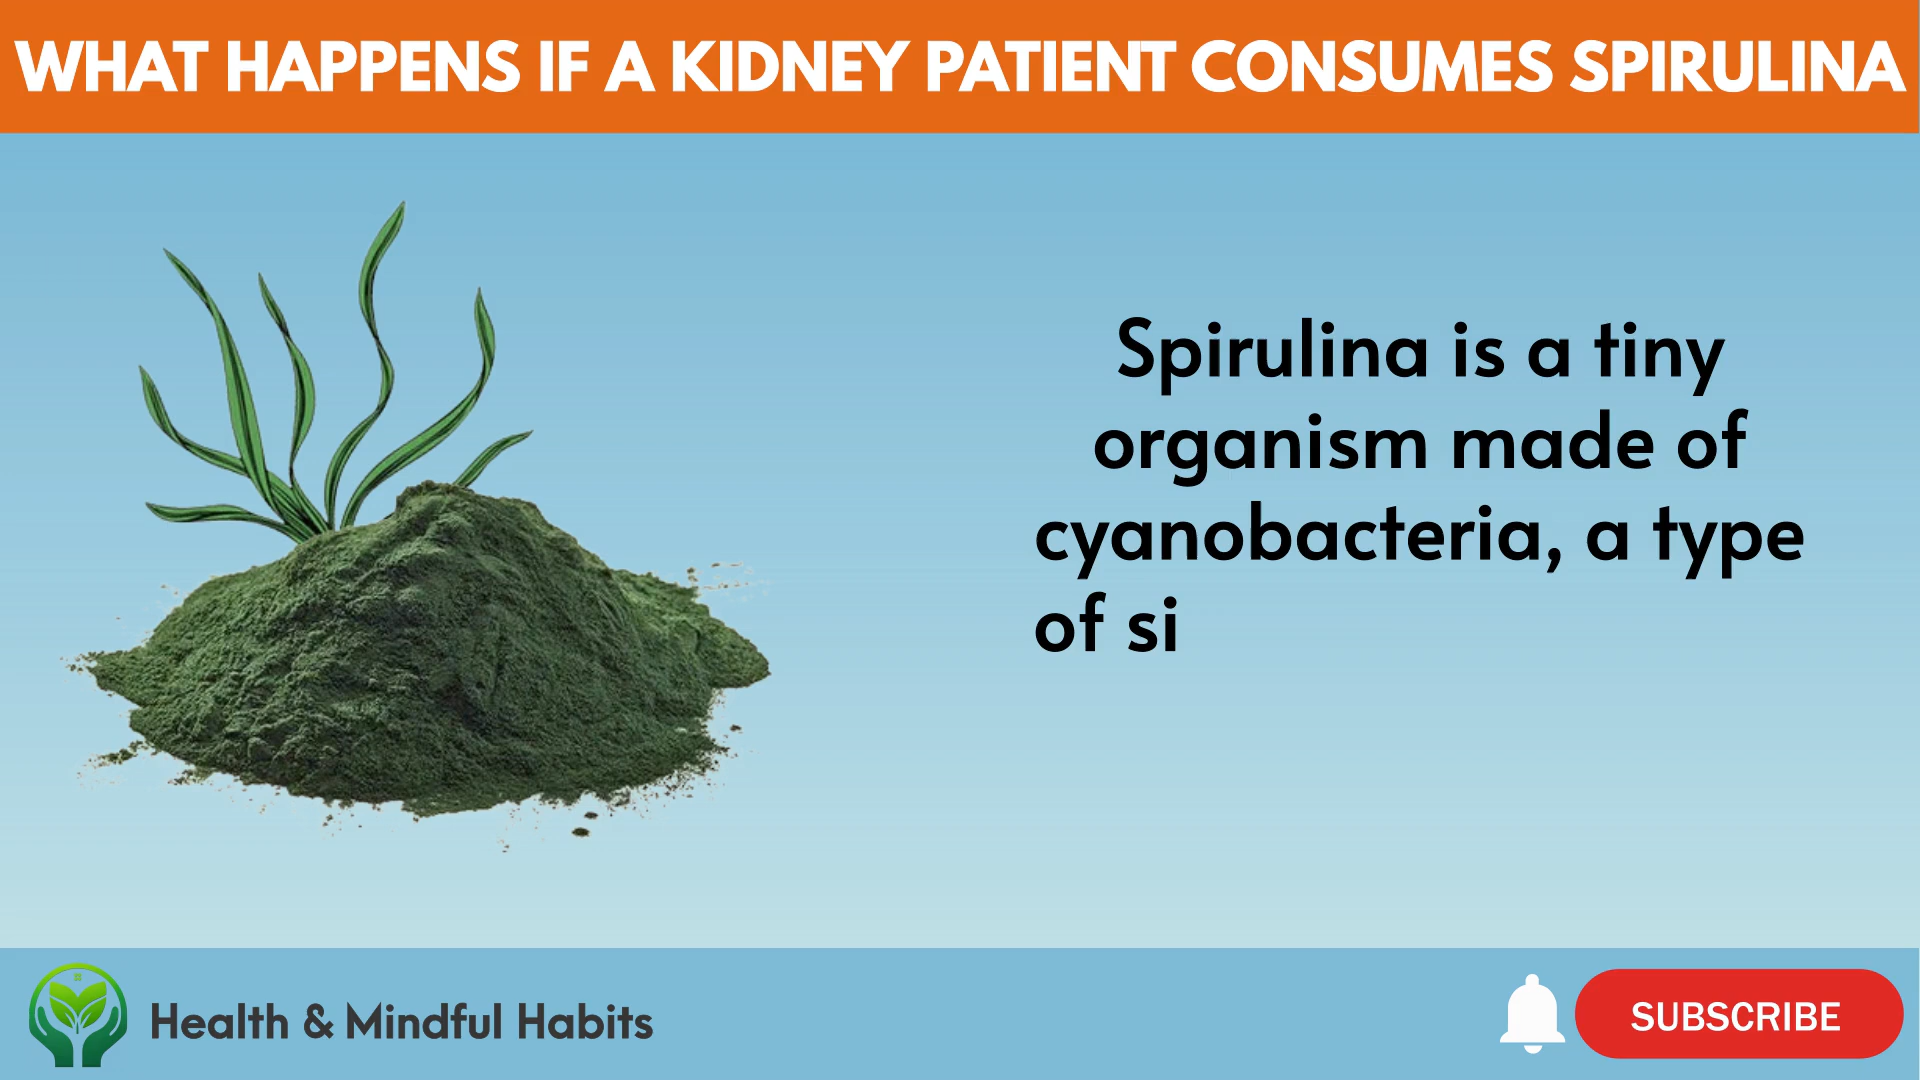 WHAT HAPPENS IF A KIDNEY PATIENT CONSUMES SPIRULINA
Spirulina is a tiny
organism made of
cyanobacteria, a type
of si
Health & Mindful Habits
SUBSCRIBE